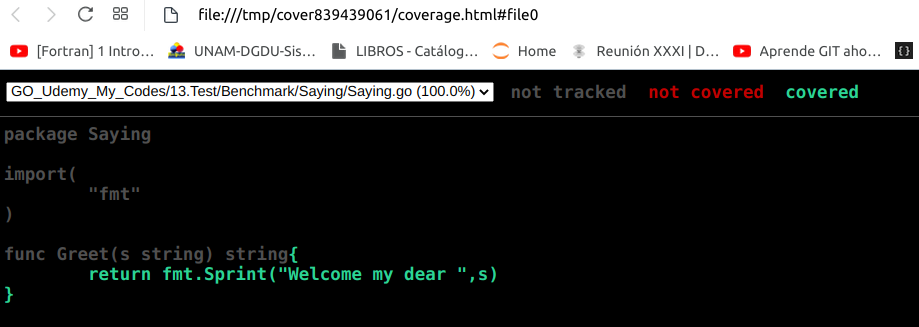 file:///tmp/cover839439061/coverage.html#file0
[Fortran] 1 Intro… UNAM-DGDU-Sis… LIBROS - Catálog… Home Reunión XXXI | D… Aprende GIT aho… {}
GO_Udemy_My_Codes/13.Test/Benchmark/Saying/Saying.go (100.0%) not tracked not covered covered
package Saying
import(
"fmt"
)
func Greet(s string) string{
return fmt.Sprint("Welcome my dear ",s)
}